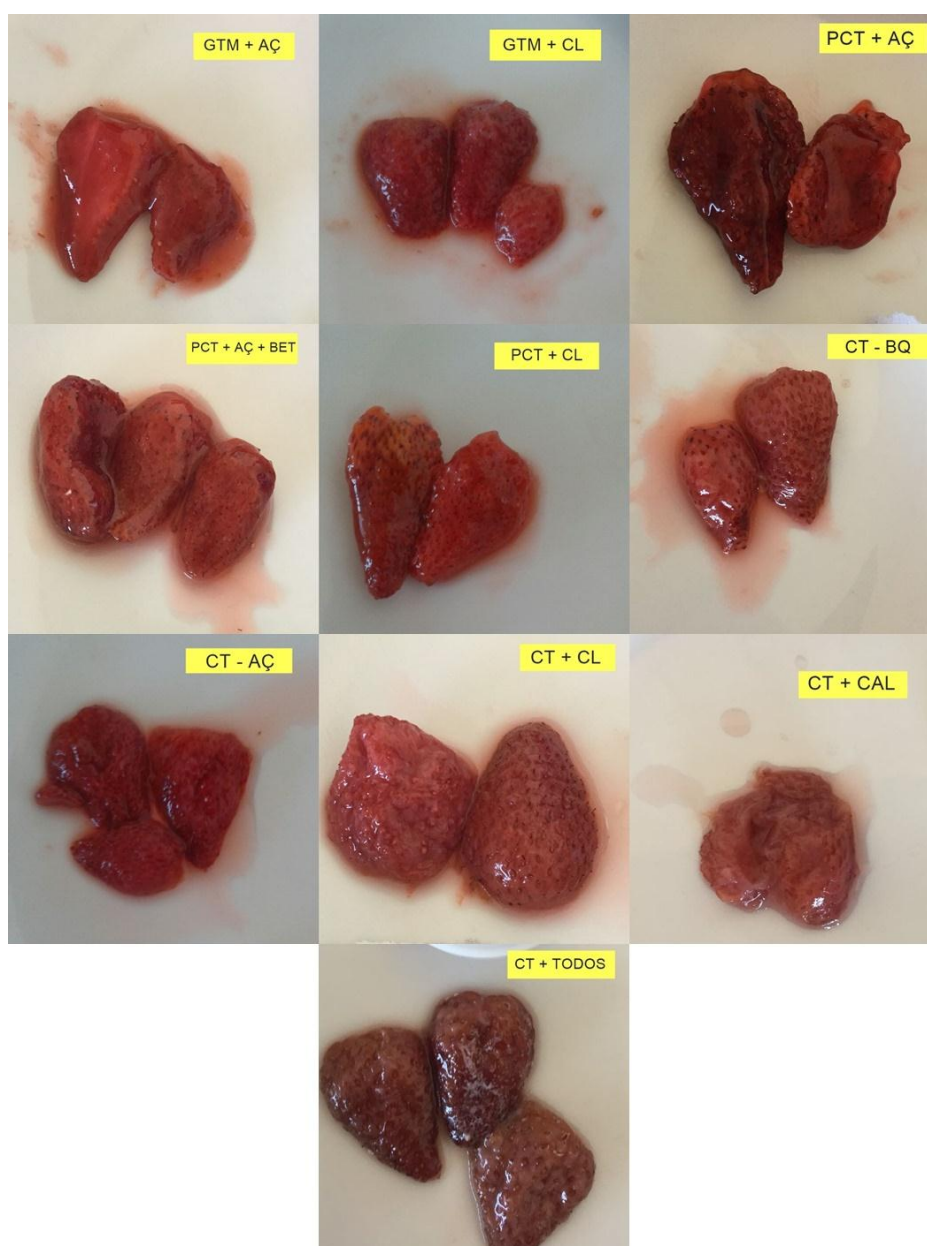 GTM + AÇ
GTM + CL
PCT + AÇ
PCT + AÇ + BET
PCT + CL
CT - BQ
CT - AÇ
CT + CL
CT + CAL
CT + TODOS